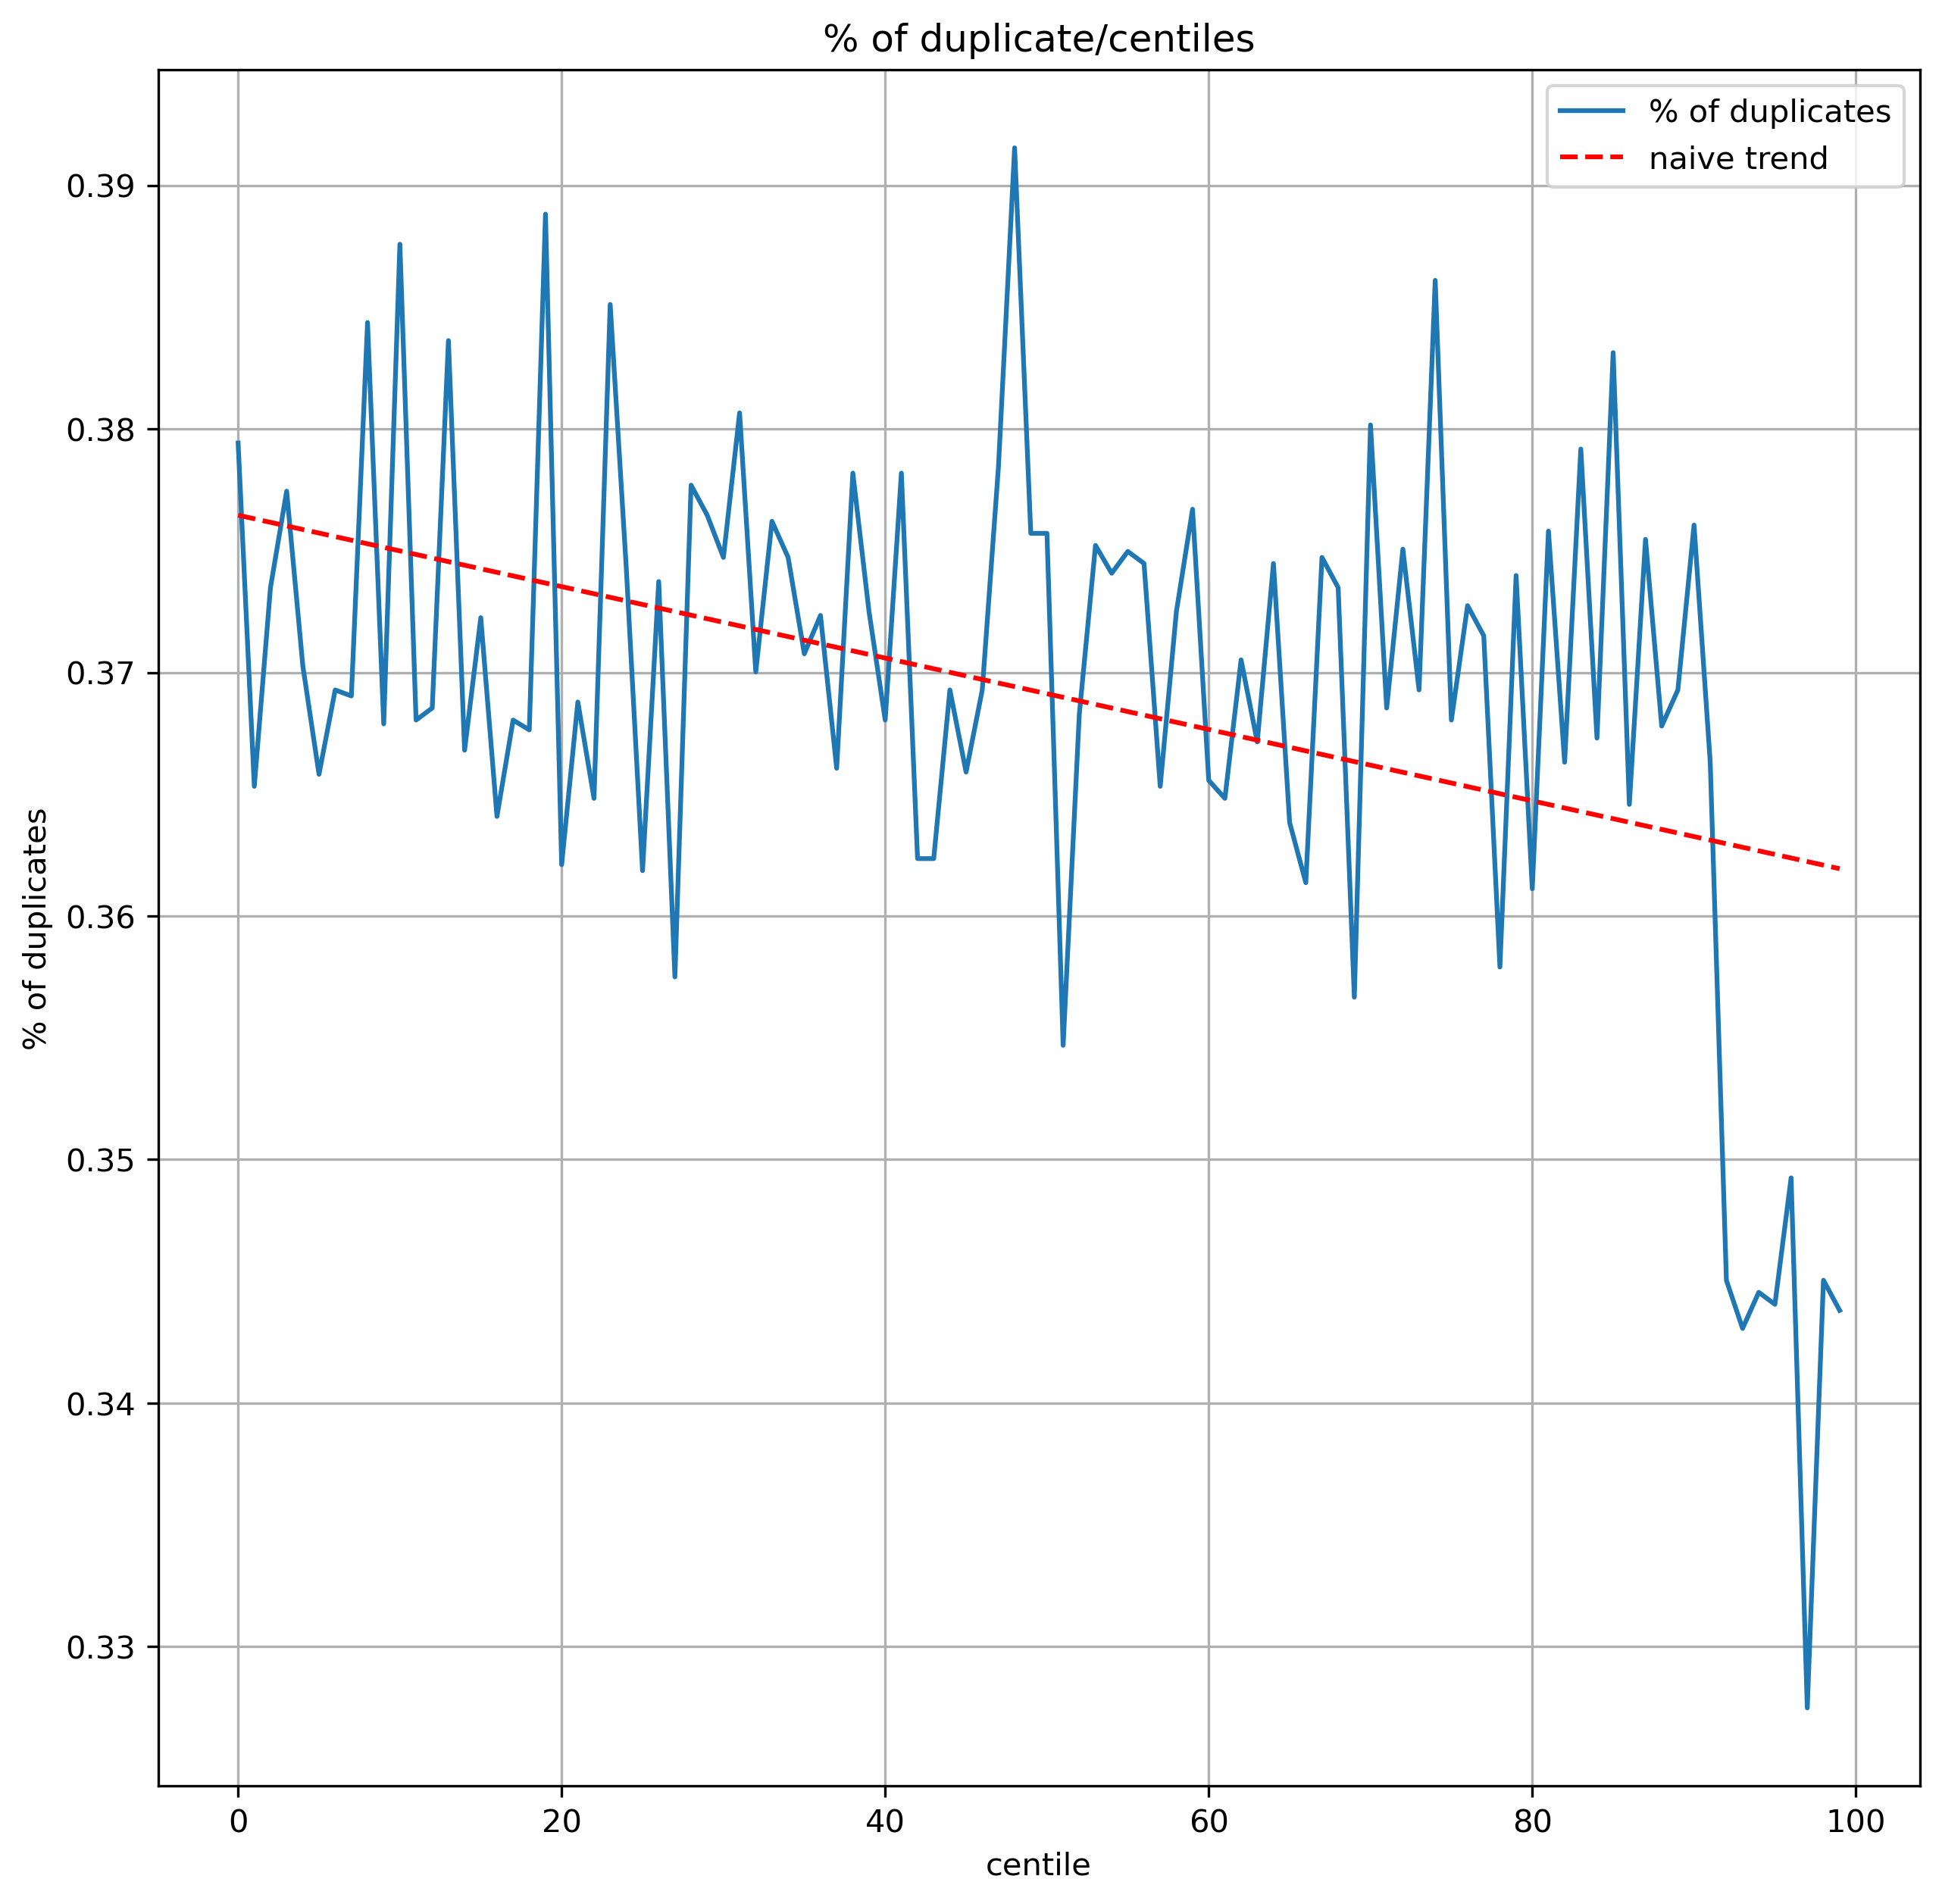 % of duplicate/centiles
% of duplicates
naive trend
0.39
0.38
0.37
0.36
0.35
0.34
0.33
% of duplicates
0 20 40 60 80 100
centile